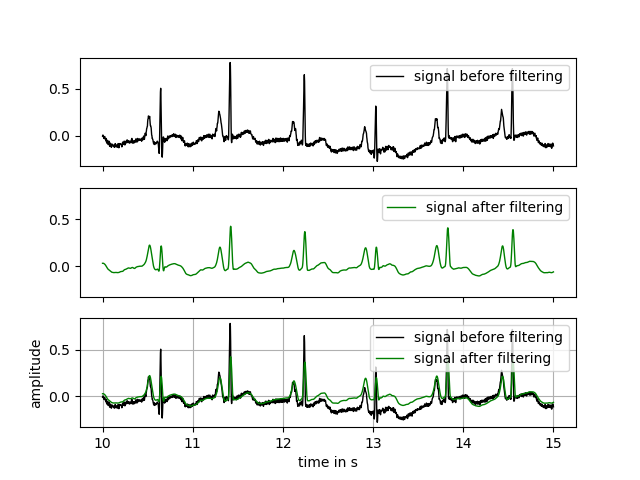 0.5
0.0
signal before filtering
0.5
0.0
signal after filtering
0.5
0.0
signal before filtering
signal after filtering
amplitude
10 11 12 13 14 15
time in s